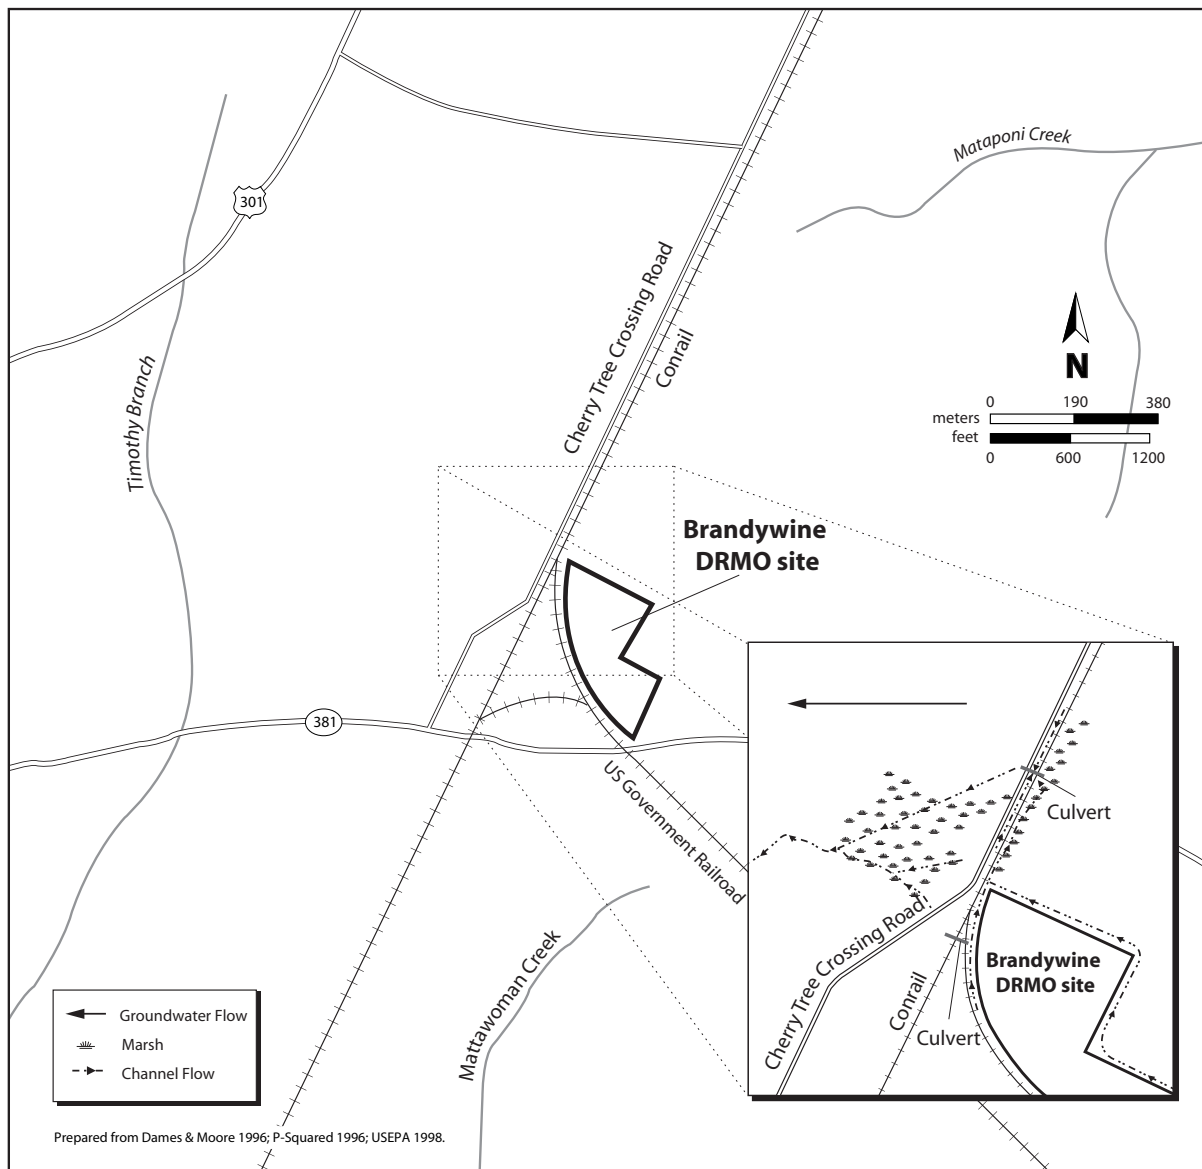 Mataponi Creek
301
Cherry Tree Crossing Road
Conrail
Timothy Branch
N
0 190 380
meters
feet
0 600 1200
Brandywine
DRMO site
381
US Government Railroad
Mattawoman Creek
Culvert
Cherry Tree Crossing Road
Conrail
Culvert
Brandywine
DRMO site
Groundwater Flow
Marsh
Channel Flow
Prepared from Dames & Moore 1996; P-Squared 1996; USEPA 1998.